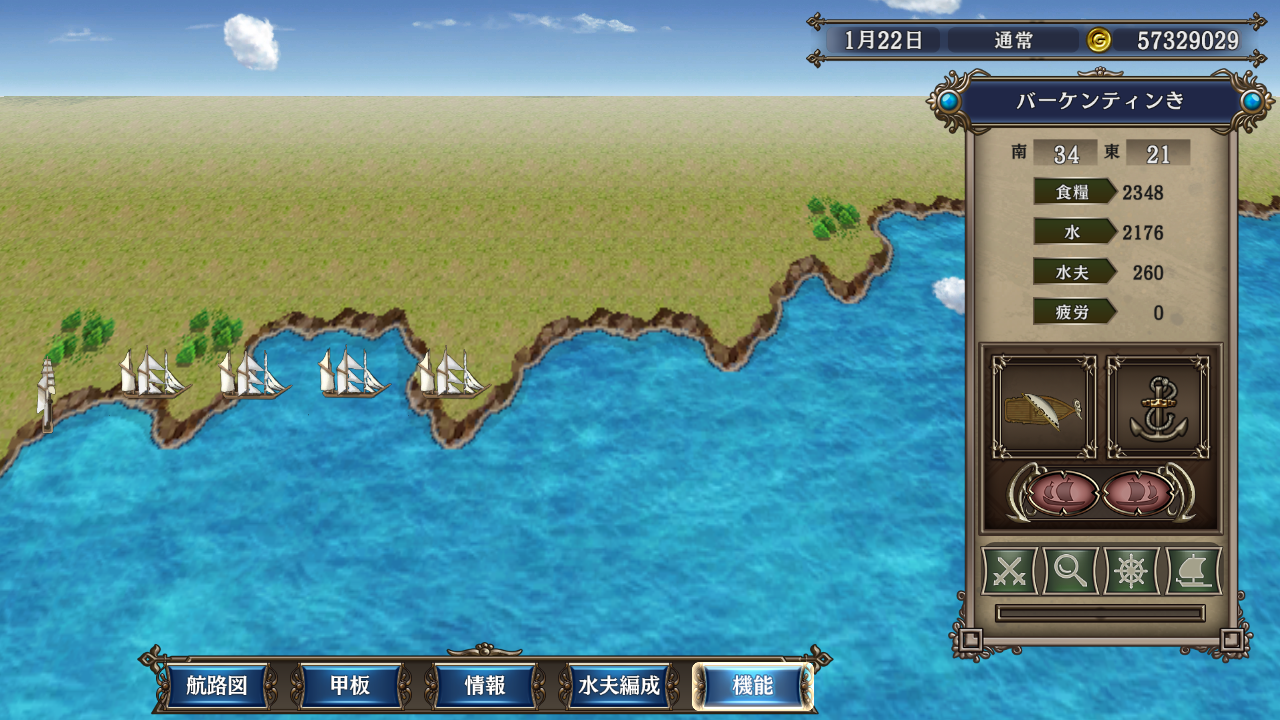 1月22日 通常 G 57329029
バーケンティンき
南 34 東 21
食糧 2348
水 2176
水夫 260
疲労 0
航路図 甲板 情報 水夫編成 機能